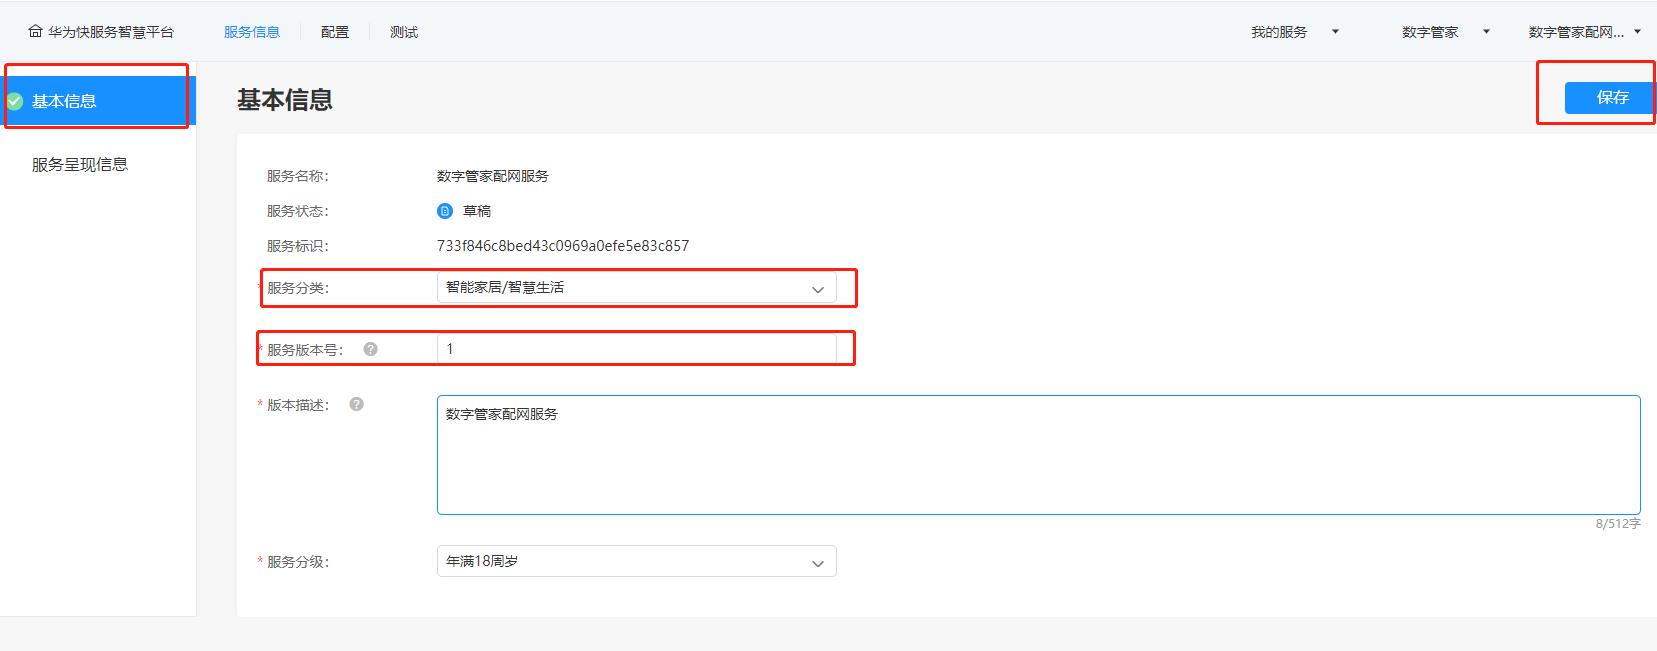 华为快服务智慧平台 服务信息 配置 测试 我的服务 数字管家 数字管家配网...
基本信息
服务呈现信息
基本信息 保存
服务名称: 数字管家配网服务
服务状态: 草稿
服务标识: 733f846c8bed43c0969a0efe5e83c857
* 服务分类: 智能家居/智慧生活
* 服务版本号: ? 1
* 版本描述: ? 数字管家配网服务
8/512字
* 服务分级: 年满18周岁